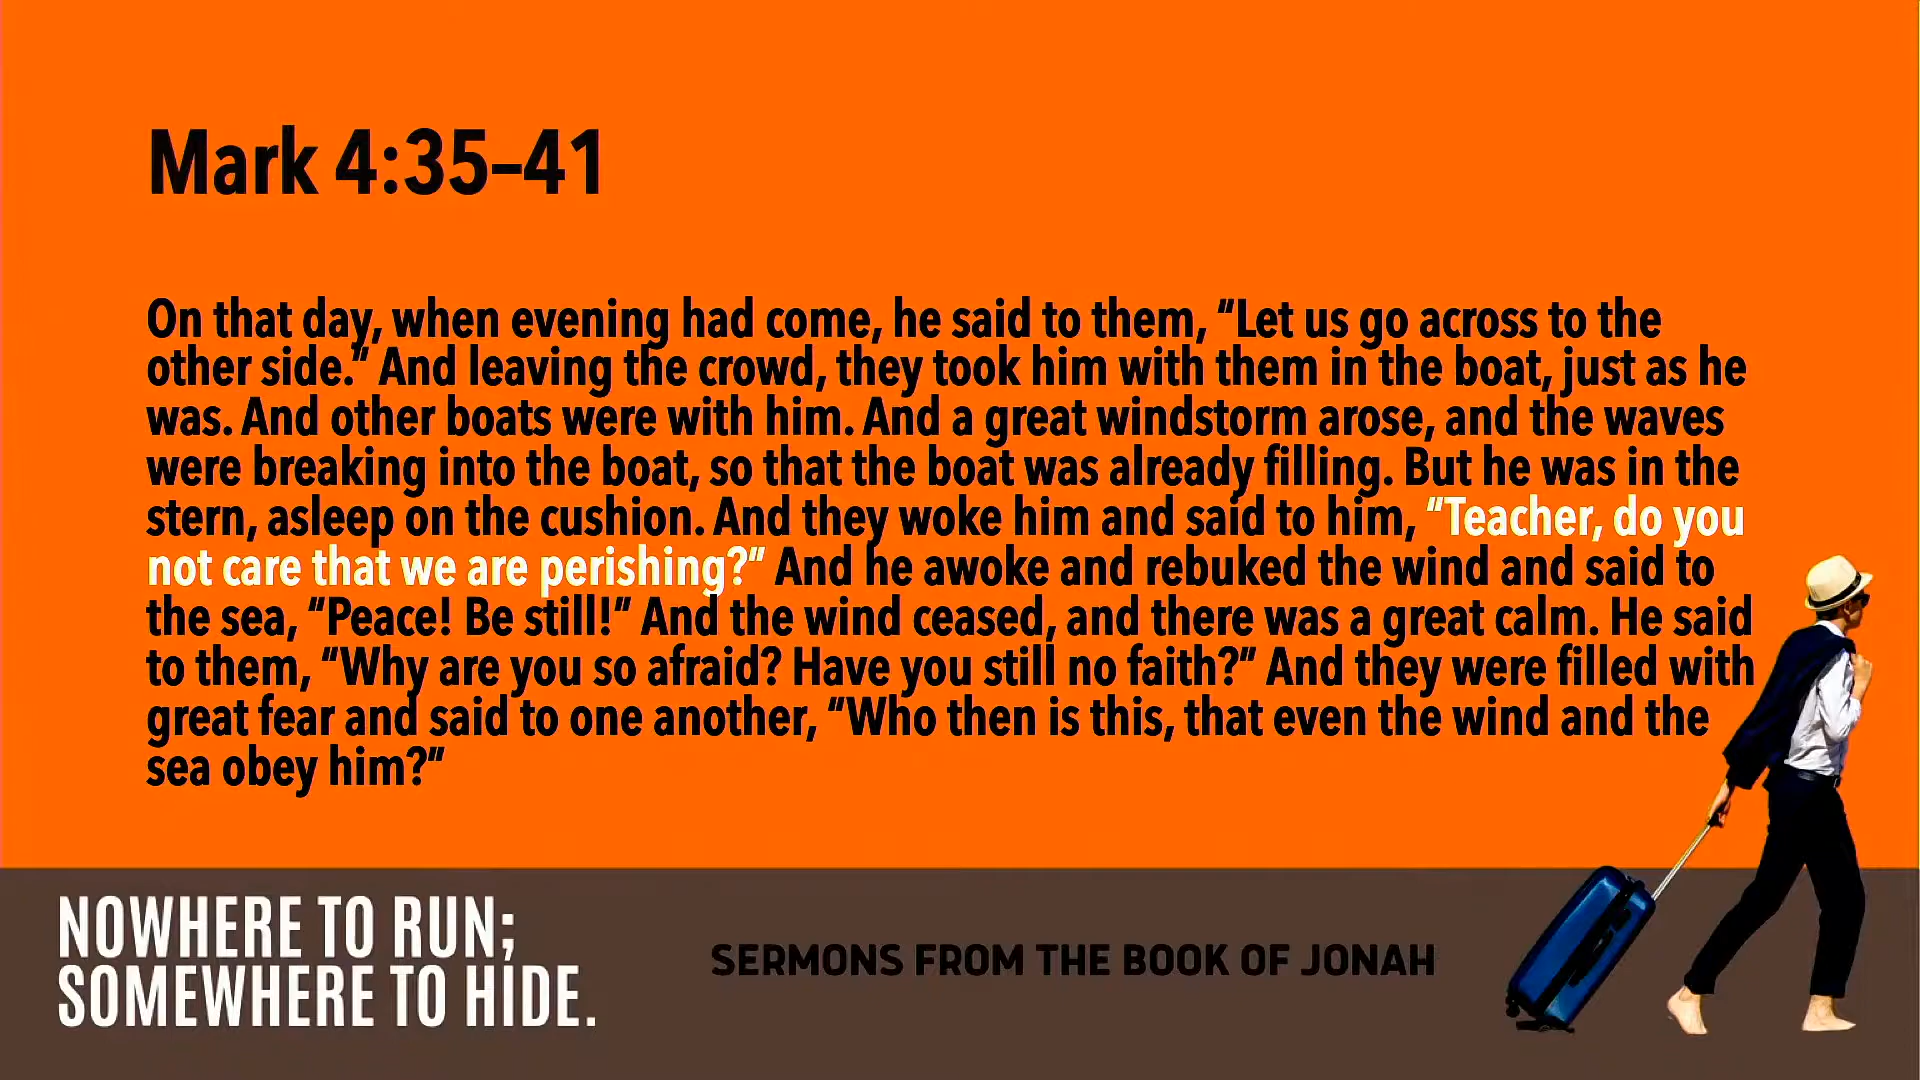 Mark 4:35–41
On that day, when evening had come, he said to them, “Let us go across to the
other side.” And leaving the crowd, they took him with them in the boat, just as he
was. And other boats were with him. And a great windstorm arose, and the waves
were breaking into the boat, so that the boat was already filling. But he was in the
stern, asleep on the cushion. And they woke him and said to him, “Teacher, do you
not care that we are perishing?” And he awoke and rebuked the wind and said to
the sea, “Peace! Be still!” And the wind ceased, and there was a great calm. He said
to them, “Why are you so afraid? Have you still no faith?” And they were filled with
great fear and said to one another, “Who then is this, that even the wind and the
sea obey him?”
NOWHERE TO RUN;
SOMEWHERE TO HIDE.
SERMONS FROM THE BOOK OF JONAH